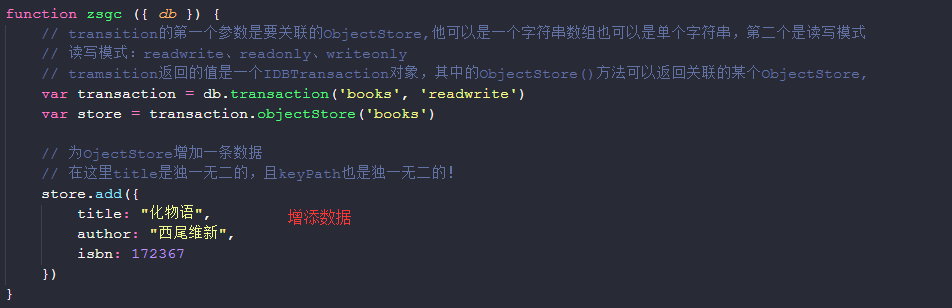 function zsgc ({ db }) {
// transition的第一个参数是要关联的ObjectStore,他可以是一个字符串数组也可以是单个字符串，第二个是读写模式
// 读写模式：readwrite、readonly、writeonly
// tramsition返回的值是一个IDBTransaction对象，其中的ObjectStore()方法可以返回关联的某个ObjectStore,
var transaction = db.transaction('books', 'readwrite')
var store = transaction.objectStore('books')
// 为OjectStore增加一条数据
// 在这里title是独一无二的，且keyPath也是独一无二的!
store.add({
title: "化物语",
增添数据
author: "西尾维新",
isbn: 172367
})
}